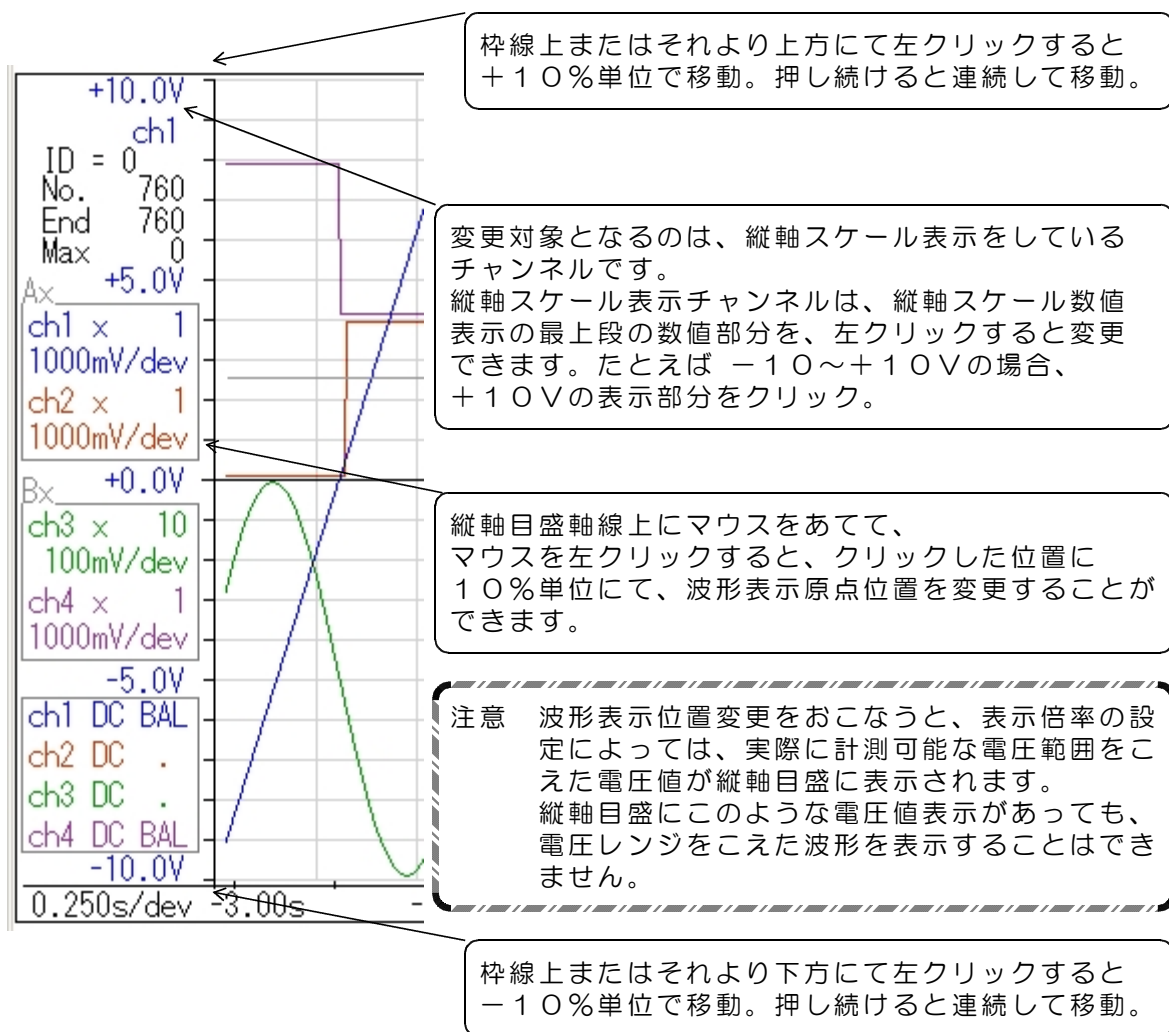 枠線上またはそれより上方にて左クリックすると
＋１０％単位で移動。押し続けると連続して移動。
+10.0V
ch1
ID = 0
No. 760
End 760
Max 0
+5.0V
Ax
ch1 x 1
1000mV/dev
ch2 x 1
1000mV/dev
+0.0V
Bx
ch3 x 10
100mV/dev
ch4 x 1
1000mV/dev
-5.0V
ch1 DC BAL
ch2 DC .
ch3 DC .
ch4 DC BAL
-10.0V
0.250s/dev -3.00s -
変更対象となるのは、縦軸スケール表示をしている
チャンネルです。
縦軸スケール表示チャンネルは、縦軸スケール数値
表示の最上段の数値部分を、左クリックすると変更
できます。たとえば －１０～＋１０Ｖの場合、
＋１０Ｖの表示部分をクリック。
縦軸目盛軸線上にマウスをあてて、
マウスを左クリックすると、クリックした位置に
１０％単位にて、波形表示原点位置を変更することが
できます。
注意　波形表示位置変更をおこなうと、表示倍率の設
定によっては、実際に計測可能な電圧範囲をこ
えた電圧値が縦軸目盛に表示されます。
縦軸目盛にこのような電圧値表示があっても、
電圧レンジをこえた波形を表示することはでき
ません。
枠線上またはそれより下方にて左クリックすると
－１０％単位で移動。押し続けると連続して移動。